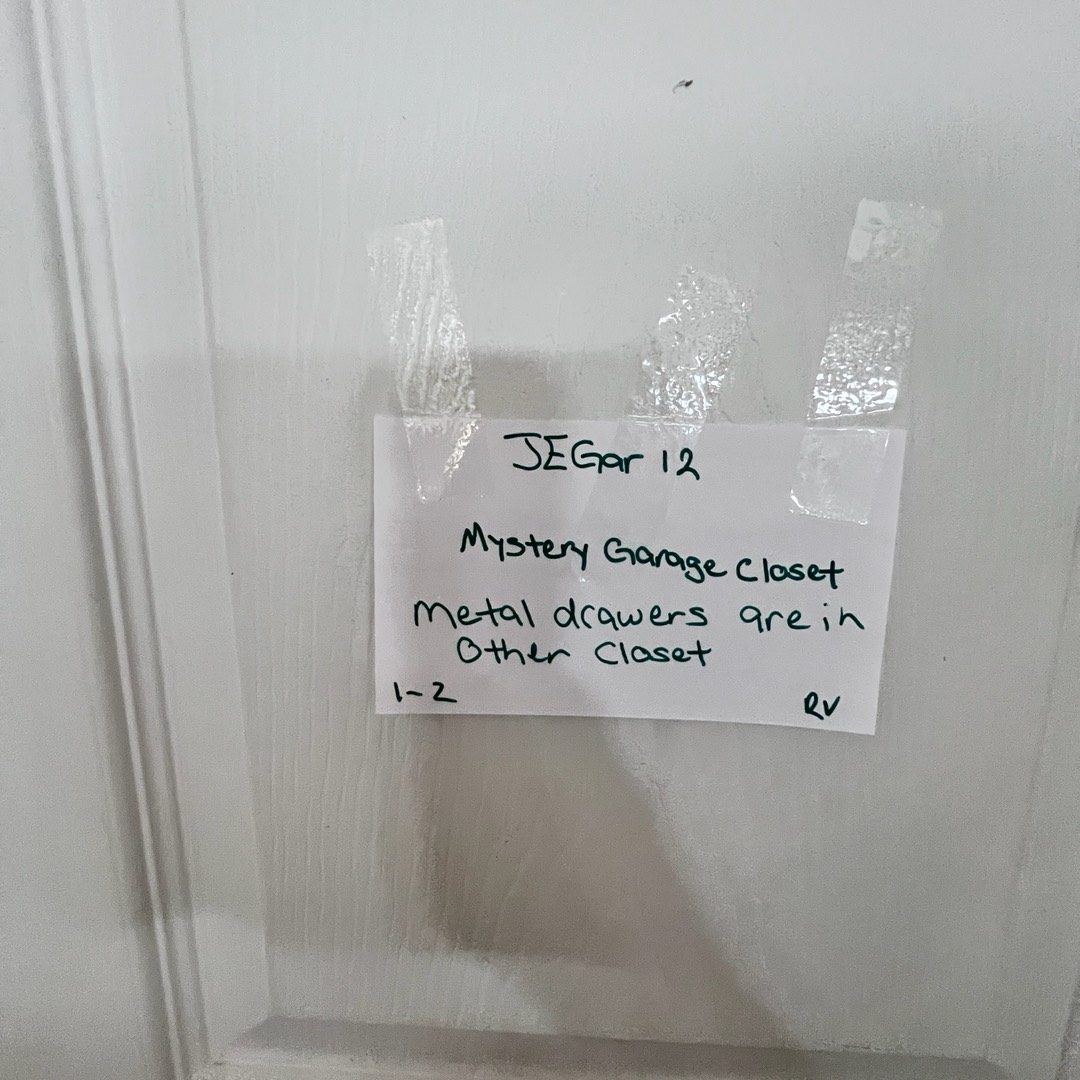 JEGar 12
Mystery Garage Closet
Metal drawers are in
Other Closet
1-2 RV